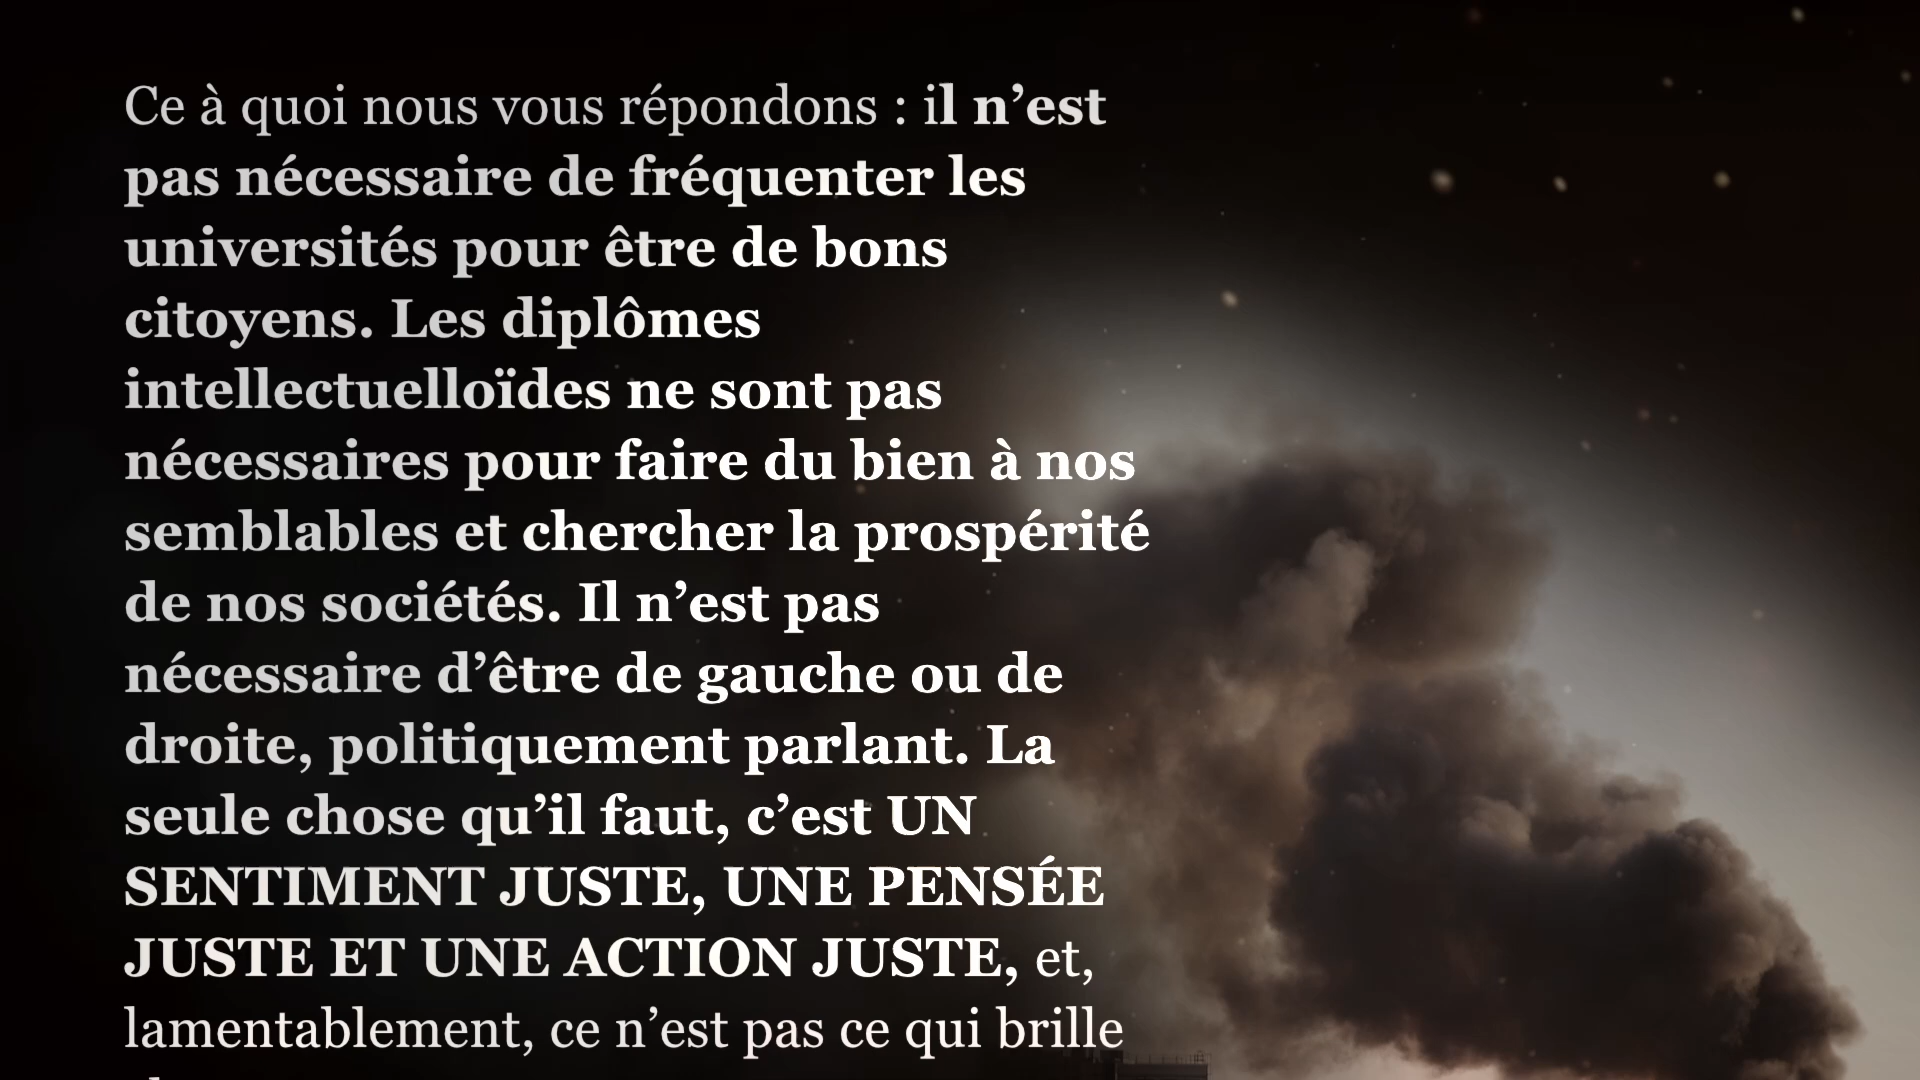 Ce à quoi nous vous répondons : il n’est
pas nécessaire de fréquenter les
universités pour être de bons
citoyens. Les diplômes
intellectuelloïdes ne sont pas
nécessaires pour faire du bien à nos
semblables et chercher la prospérité
de nos sociétés. Il n’est pas
nécessaire d’être de gauche ou de
droite, politiquement parlant. La
seule chose qu’il faut, c’est UN
SENTIMENT JUSTE, UNE PENSÉE
JUSTE ET UNE ACTION JUSTE, et,
lamentablement, ce n’est pas ce qui brille